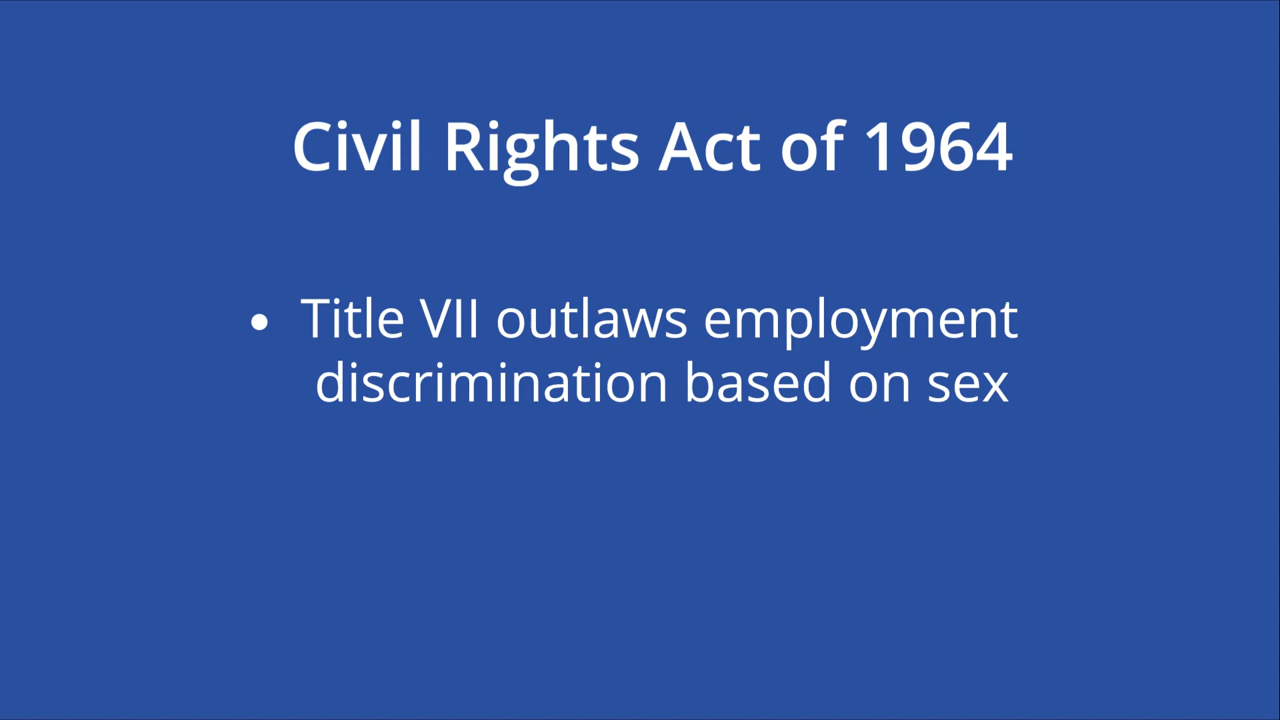 Civil Rights Act of 1964
• Title VII outlaws employment
discrimination based on sex